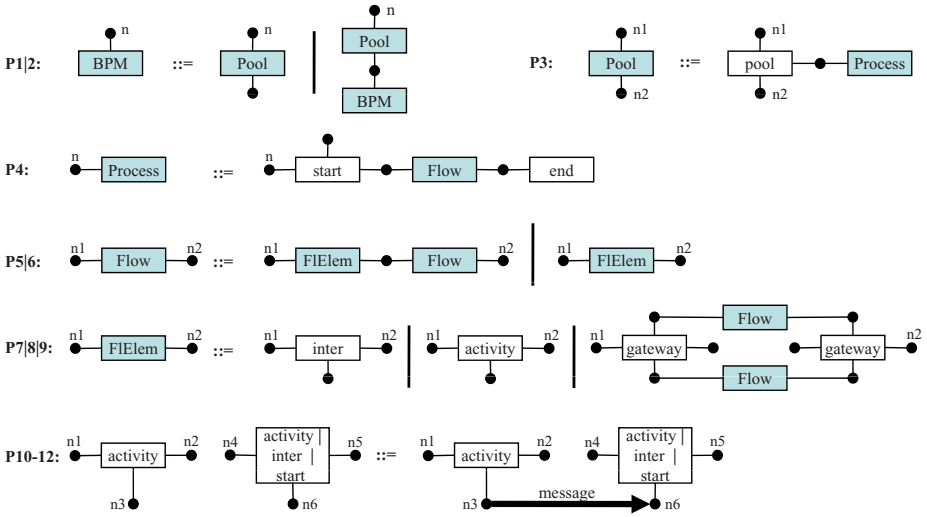 n n n n1 n1
P1|2: BPM ::= Pool Pool BPM P3: Pool ::= pool Process
n2 n2
P4: n Process ::= n start Flow end
P5|6: n1 Flow n2 ::= n1 FlElem Flow n2 n1 FlElem n2
P7|8|9: n1 FlElem n2 ::= n1 inter n2 n1 activity n2 n1 gateway Flow Flow gateway n2
P10-12: n1 activity n2 n3 n4 activity | inter | start n5 n6 ::= n1 activity n2 n3 message n4 activity | inter | start n5 n6